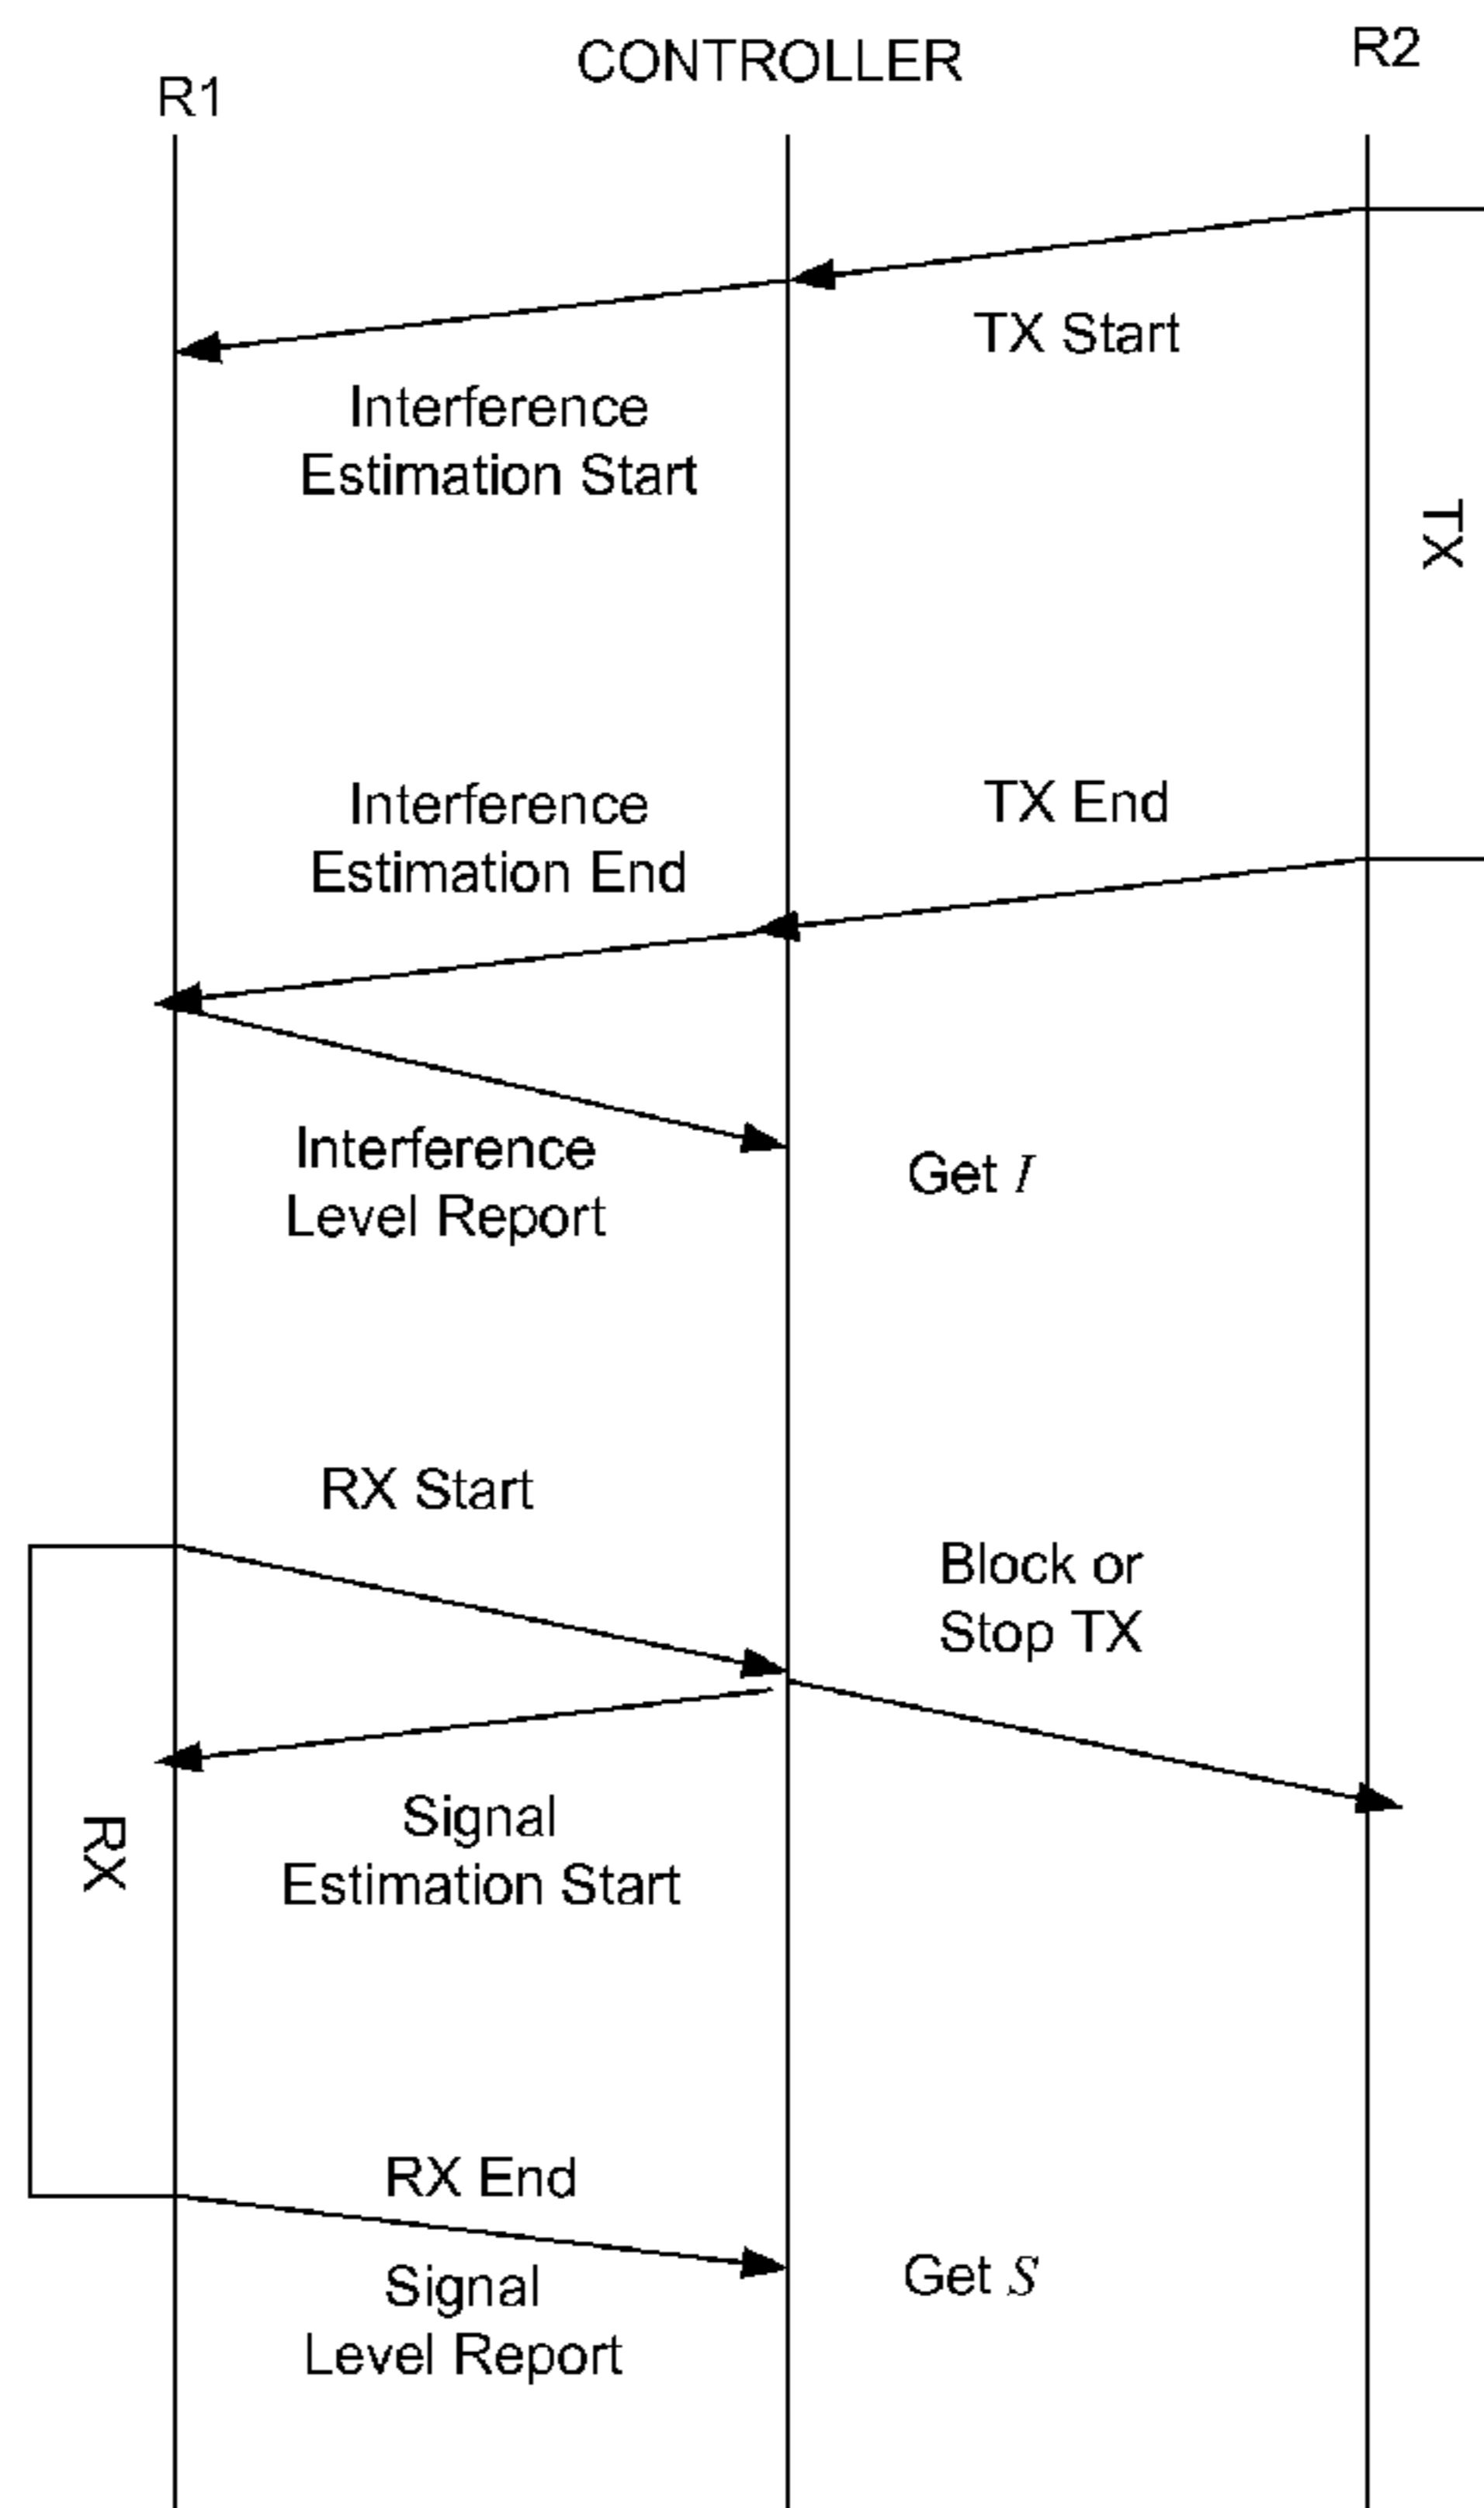 R1
CONTROLLER
R2
TX Start
Interference
Estimation Start
TX
Interference
Estimation End
TX End
Interference
Level Report
Get I
RX Start
Block or
Stop TX
Signal
Estimation Start
RX
RX End
Signal
Level Report
Get S